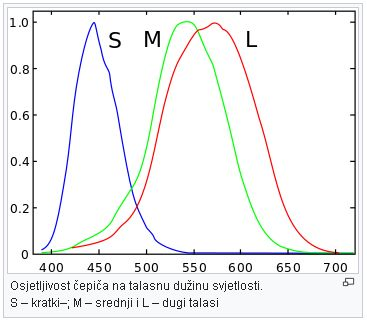 1.0
0.8
0.6
0.4
0.2
0
S M L
400 450 500 550 600 650 700
Osjetljivost čepiča na talasnu dužinu svjetlosti.
S – kratki–; M – srednji i L – dugi talasi